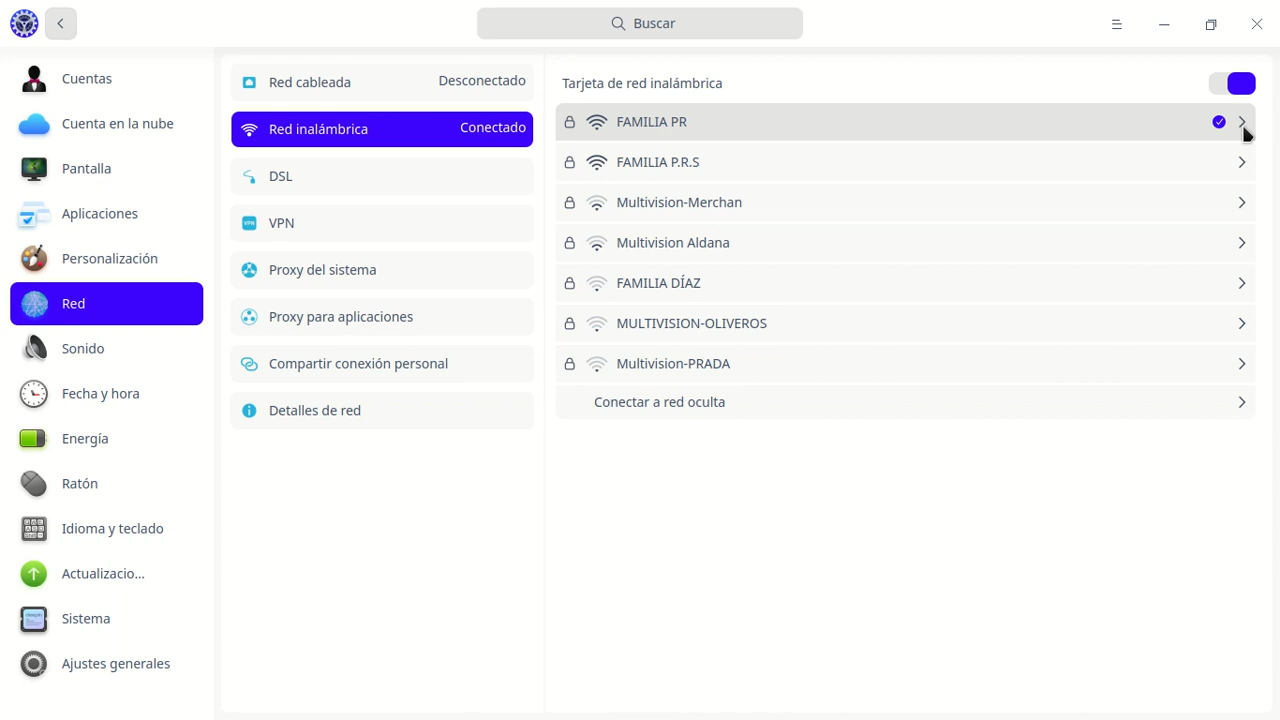 Buscar
Cuentas
Cuenta en la nube
Pantalla
Aplicaciones
Personalización
Red
Sonido
Fecha y hora
Energía
Ratón
Idioma y teclado
Actualizacio...
Sistema
Ajustes generales
Red cableada Desconectado
Red inalámbrica Conectado
DSL
VPN
Proxy del sistema
Proxy para aplicaciones
Compartir conexión personal
Detalles de red
Tarjeta de red inalámbrica
FAMILIA PR
FAMILIA P.R.S
Multivision-Merchan
Multivision Aldana
FAMILIA DÍAZ
MULTIVISION-OLIVEROS
Multivision-PRADA
Conectar a red oculta